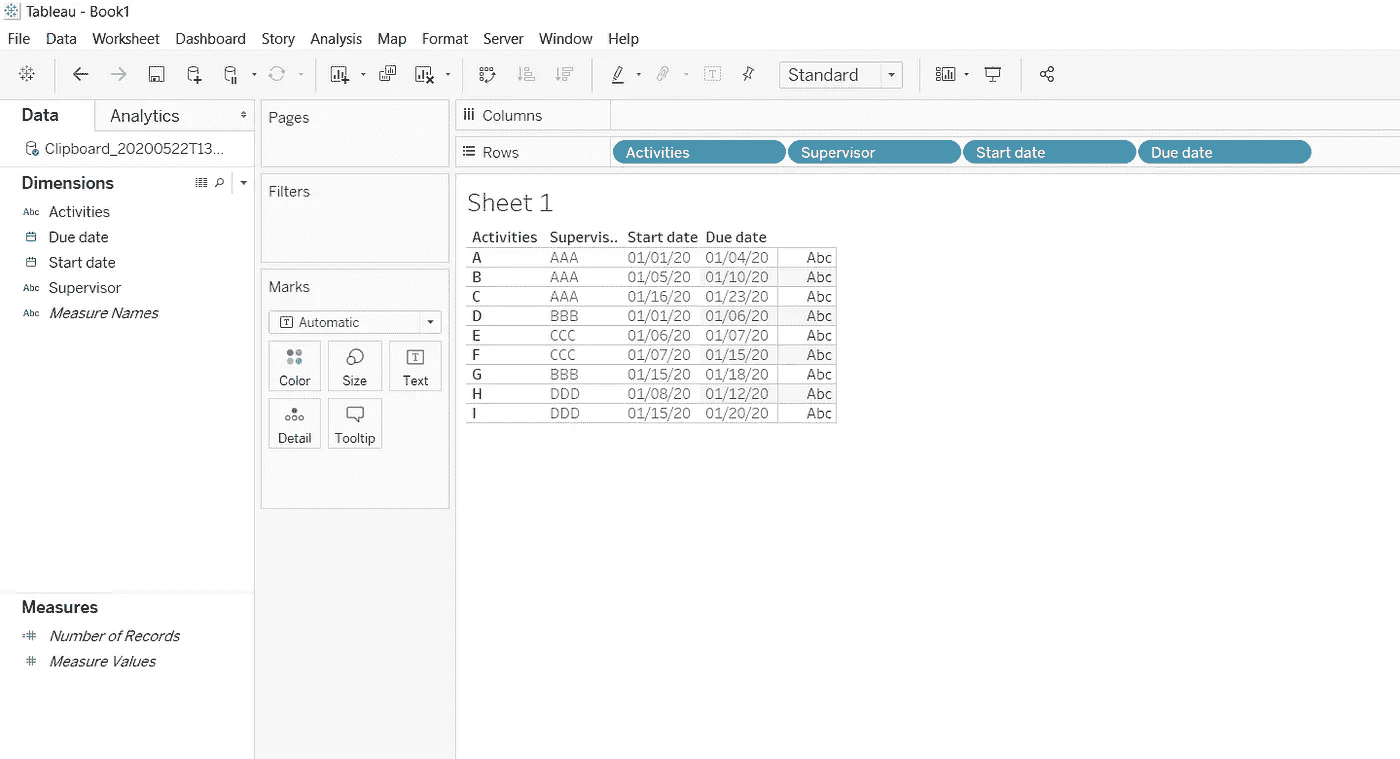 Tableau - Book1
File Data Worksheet Dashboard Story Analysis Map Format Server Window Help
Standard
Data Analytics
Clipboard_20200522T13...
Dimensions
Abc Activities
Due date
Start date
Abc Supervisor
Abc Measure Names
Measures
Number of Records
Measure Values
Pages
Filters
Marks
Automatic
Color Size Text
Detail Tooltip
Columns
Rows Activities Supervisor Start date Due date
Sheet 1
Activities Supervis.. Start date Due date
A AAA 01/01/20 01/04/20 Abc
B AAA 01/05/20 01/10/20 Abc
C AAA 01/16/20 01/23/20 Abc
D BBB 01/01/20 01/06/20 Abc
E CCC 01/06/20 01/07/20 Abc
F CCC 01/07/20 01/15/20 Abc
G BBB 01/15/20 01/18/20 Abc
H DDD 01/08/20 01/12/20 Abc
I DDD 01/15/20 01/20/20 Abc